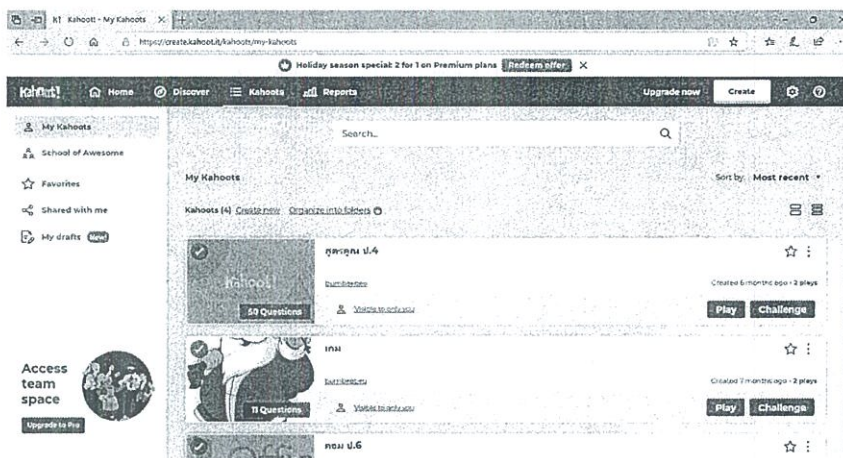 Kahoot! - My Kahoots
https://create.kahoot.it/kahoots/my-kahoots
Holiday season special: 2 for 1 on Premium plans Redeem offer
Kahoot! Home Discover Kahoots Reports Upgrade now Create
My Kahoots
School of Awesome
Favorites
Shared with me
My drafts New!
Access
team
space
Upgrade to Pro
Search...
My Kahoots
Sort by: Most recent
Kahoots (4) Create new Organize into folders
สูตรคูณ ป.4
Kahoot!
50 Questions
Created 6 months ago • 2 plays
Visible to only you
Play Challenge
เกม
11 Questions
Created 7 months ago • 2 plays
Visible to only you
Play Challenge
คอม ป.6